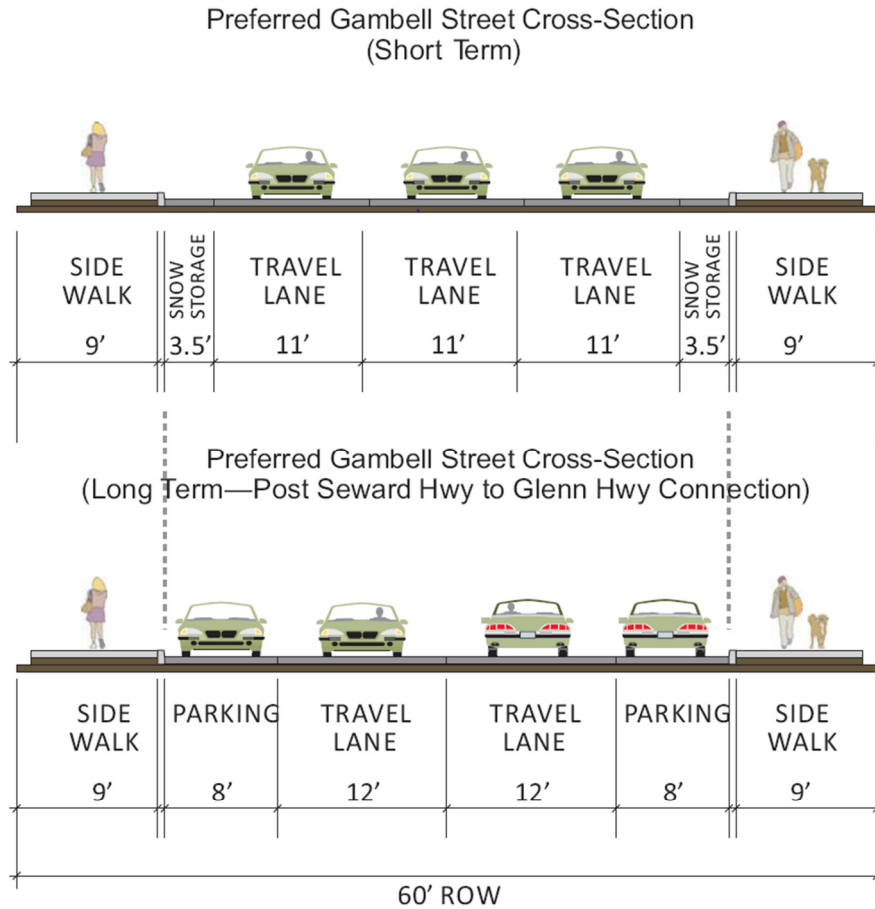 Preferred Gambell Street Cross-Section
(Short Term)
SIDE WALK
SNOW STORAGE
TRAVEL LANE
TRAVEL LANE
TRAVEL LANE
SNOW STORAGE
SIDE WALK
9’ 3.5’ 11’ 11’ 11’ 3.5’ 9’
Preferred Gambell Street Cross-Section
(Long Term—Post Seward Hwy to Glenn Hwy Connection)
SIDE WALK
PARKING
TRAVEL LANE
TRAVEL LANE
PARKING
SIDE WALK
9’ 8’ 12’ 12’ 8’ 9’
60’ ROW